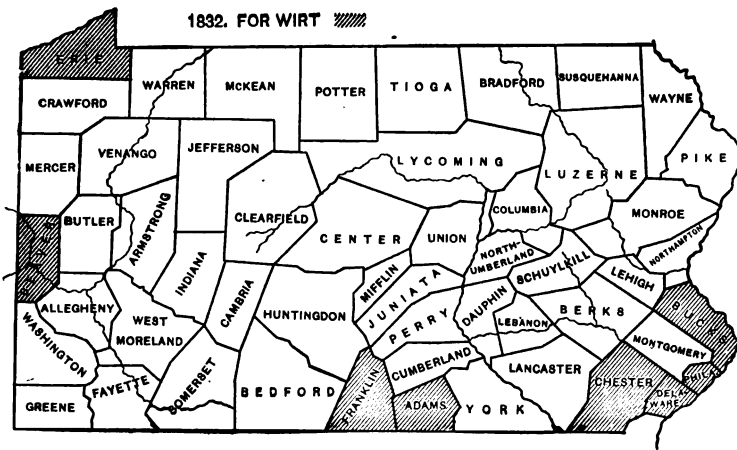 1832. FOR WIRT
ERIE
CRAWFORD
WARREN
McKEAN
POTTER
TIOGA
BRADFORD
SUSQUEHANNA
WAYNE
MERCER
VENANGO
JEFFERSON
LYCOMING
LUZERNE
PIKE
BEAVER
BUTLER
ARMSTRONG
CLEARFIELD
CENTER
UNION
COLUMBIA
MONROE
NORTHAMPTON
INDIANA
CAMBRIA
HUNTINGDON
MIFFLIN
JUNIATA
PERRY
NORTH-
UMBERLAND
DAUPHIN
SCHUYLKILL
LEHIGH
BUCKS
ALLEGHENY
WASHINGTON
WEST
MORELAND
LEBANON
BERKS
MONTGOMERY
PHILA
GREENE
FAYETTE
SOMERSET
BEDFORD
FRANKLIN
CUMBERLAND
ADAMS
YORK
LANCASTER
CHESTER
DELA-
WARE